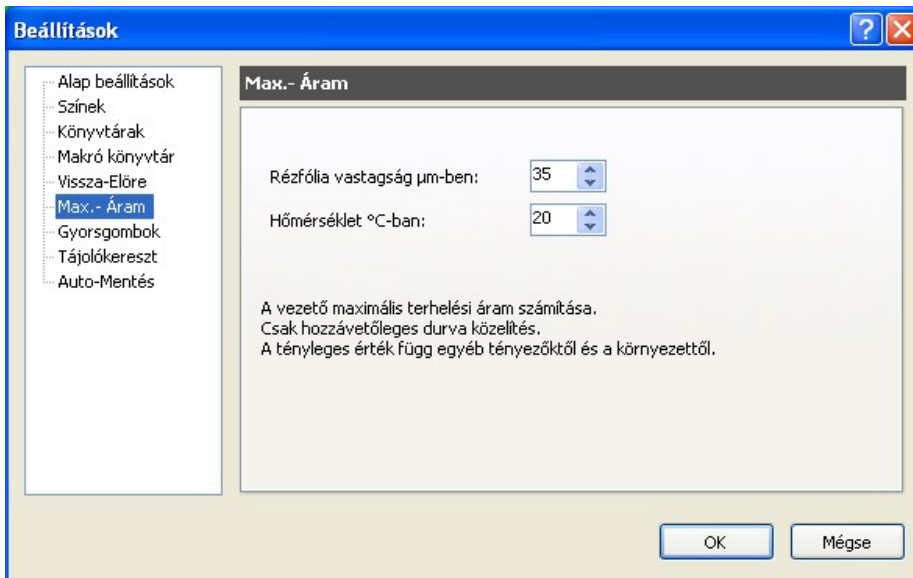 Beállítások
Alap beállítások
Színek
Könyvtárak
Makró könyvtár
Vissza-Elöre
Max.- Áram
Gyorsgombok
Tájolókereszt
Auto-Mentés
Max.- Áram
Rézfólia vastagság µm-ben: 35
Hőmérséklet °C-ban: 20
A vezető maximális terhelési áram számítása.
Csak hozzávetőleges durva közelítés.
A tényleges érték függ egyéb tényezőktől és a környezettől.
OK Mégse